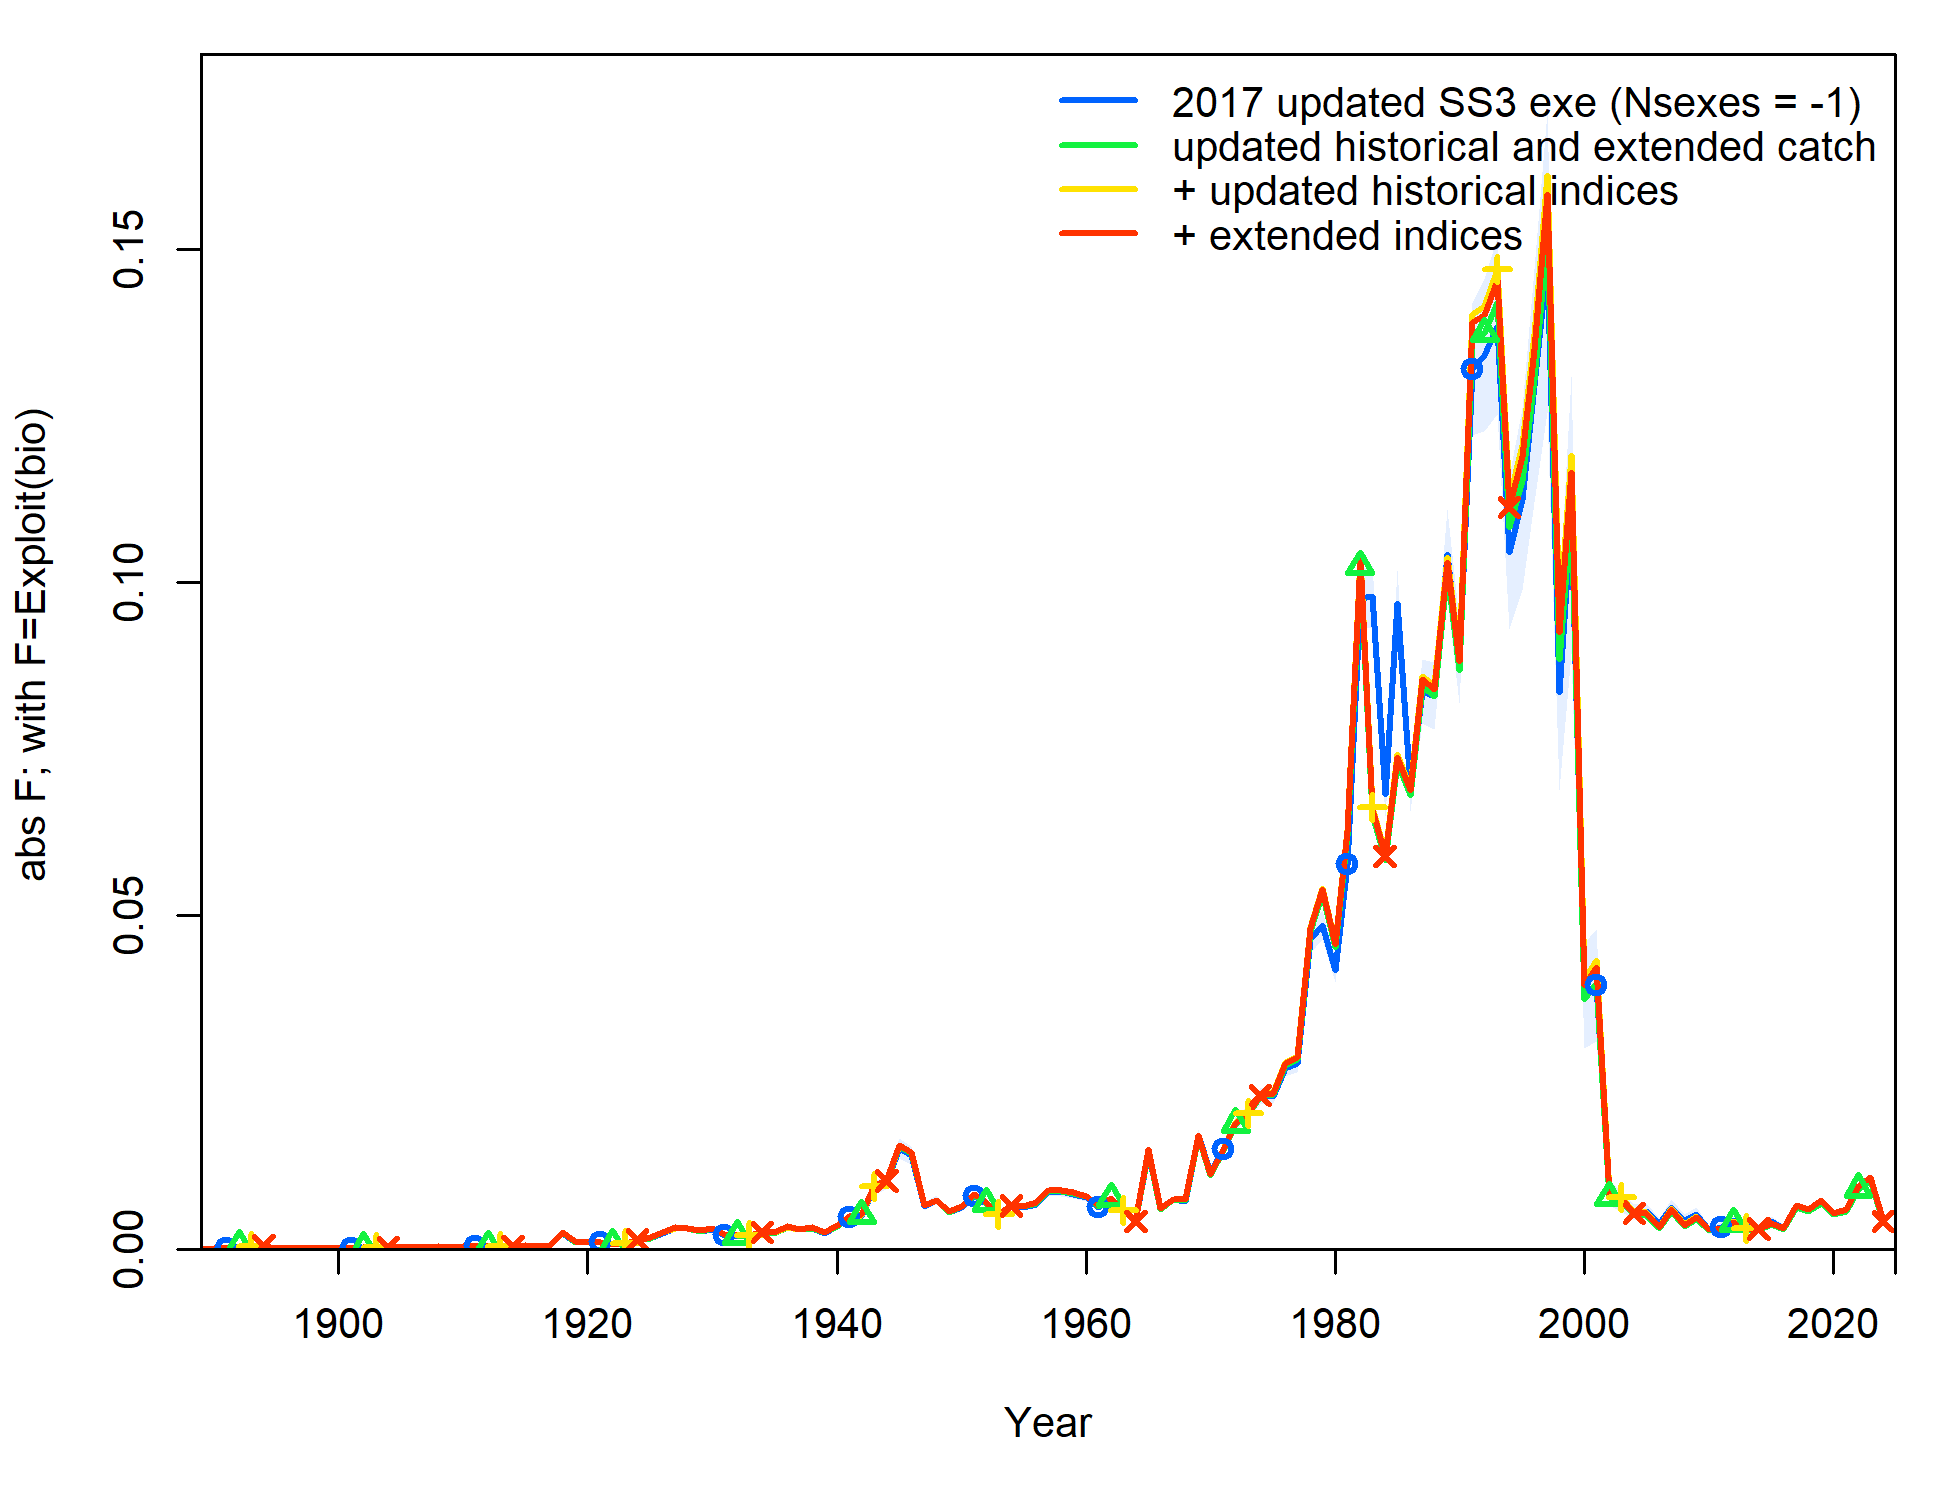 2017 updated SS3 exe (Nsexes = -1)
updated historical and extended catch
+ updated historical indices
+ extended indices
abs F; with F=Exploit(bio)
0.15
0.10
0.05
0.00
1900 1920 1940 1960 1980 2000 2020
Year